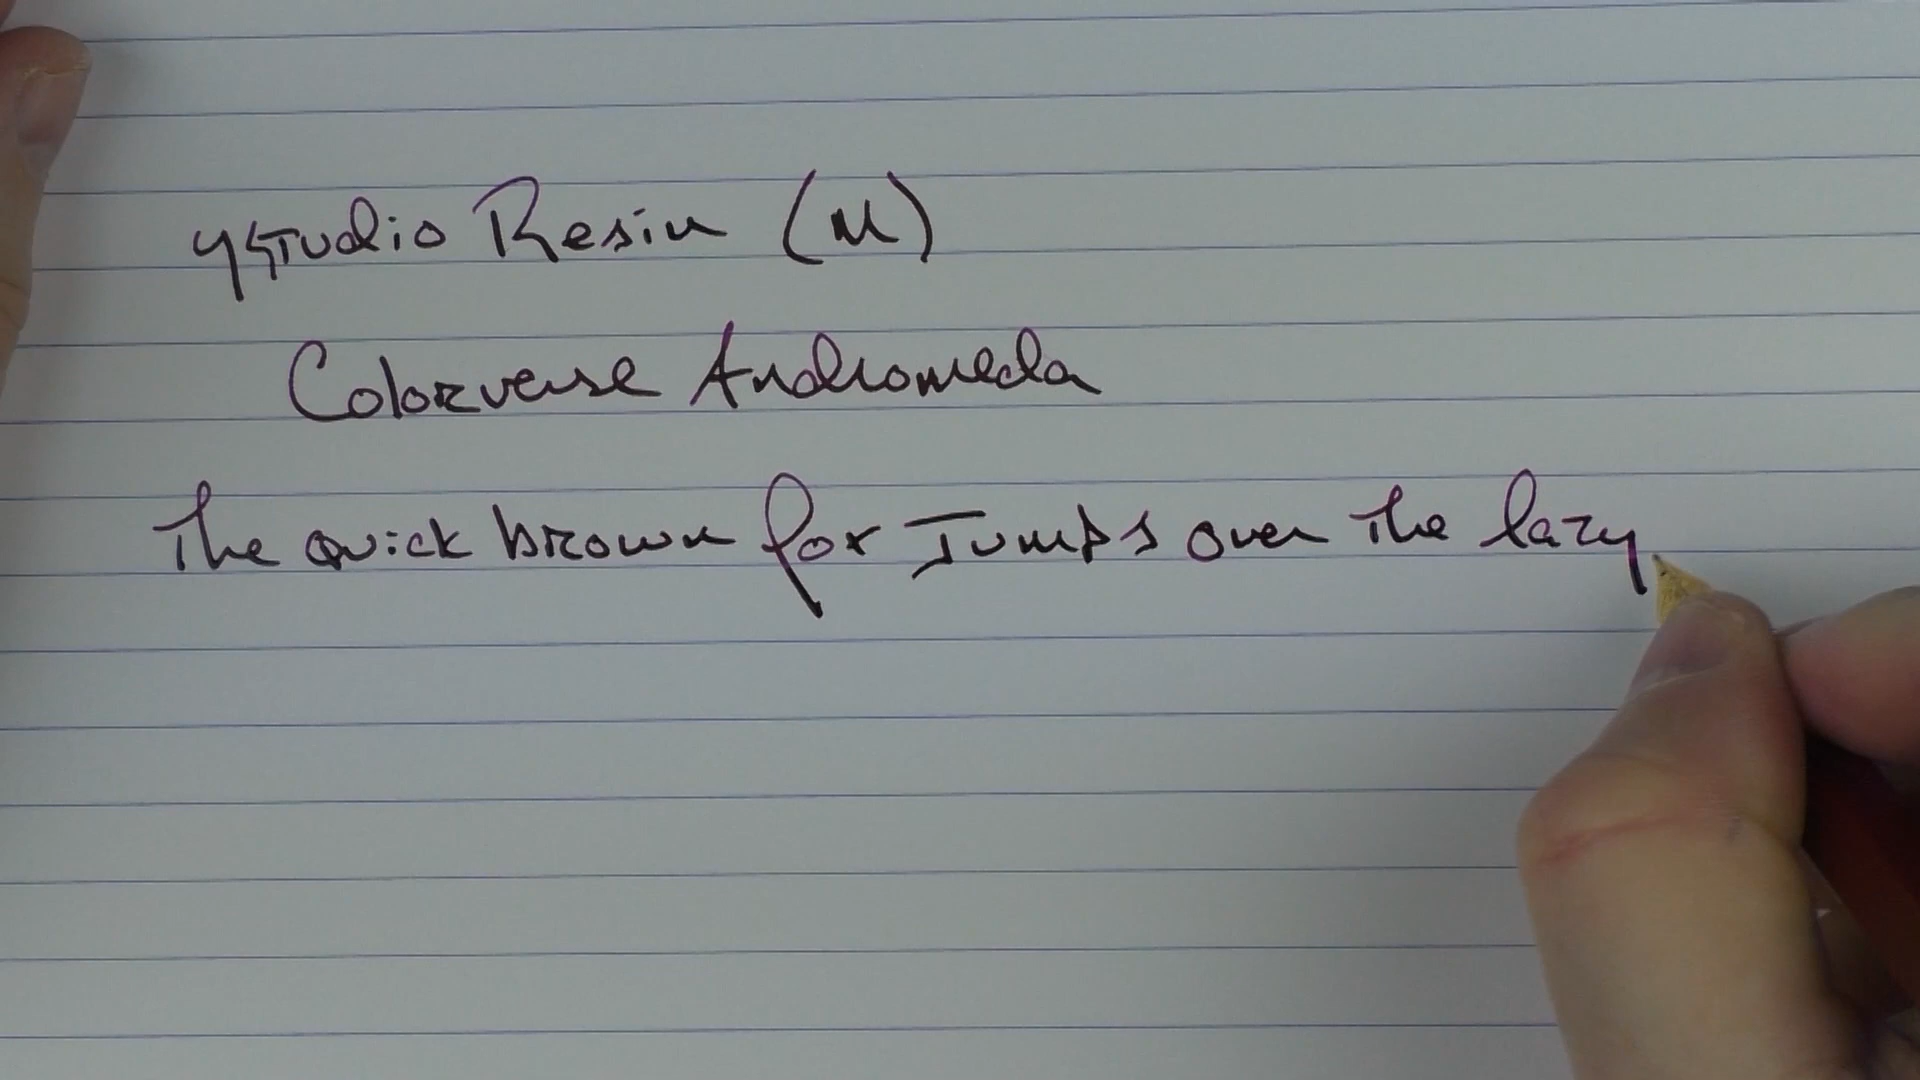 ystudio Resin (M)
Colorverse Andromeda
The quick brown fox Jumps over The lazy